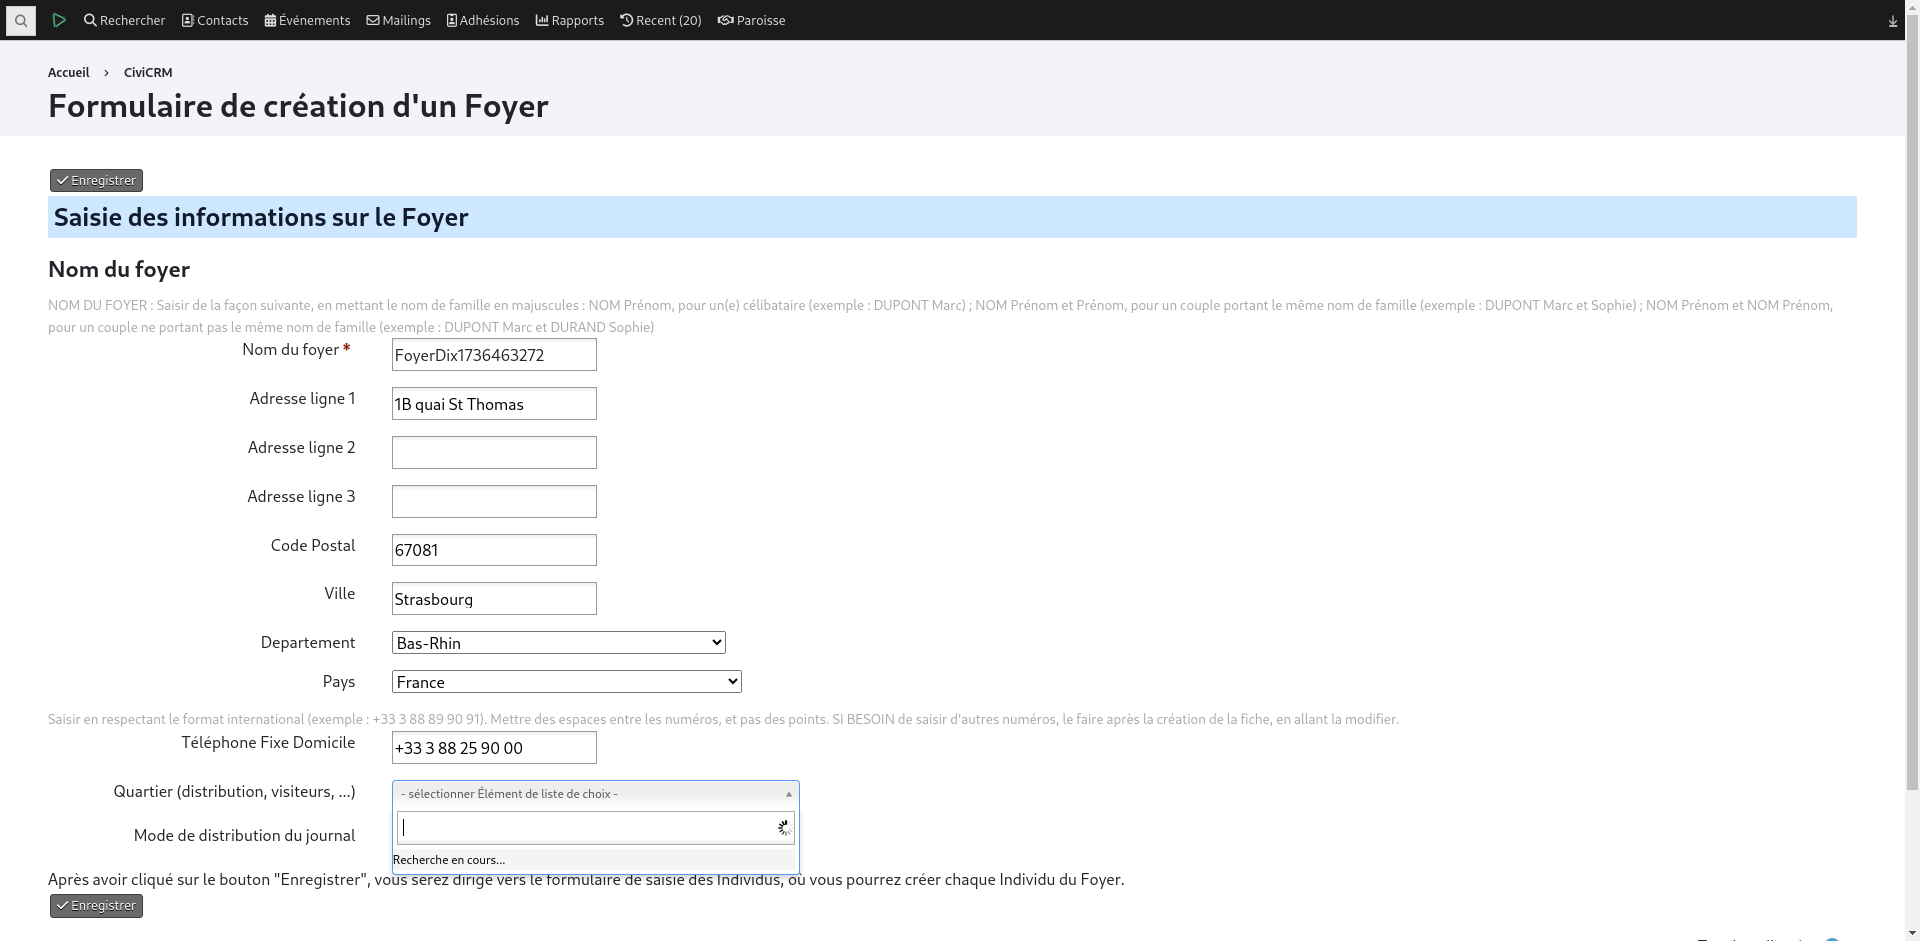 Rechercher Contacts Événements Mailings Adhésions Rapports Recent (20) Paroisse
Accueil > CiviCRM
Formulaire de création d'un Foyer
Enregistrer
Saisie des informations sur le Foyer
Nom du foyer
NOM DU FOYER : Saisir de la façon suivante, en mettant le nom de famille en majuscules : NOM Prénom, pour un(e) célibataire (exemple : DUPONT Marc) ; NOM Prénom et Prénom, pour un couple portant le même nom de famille (exemple : DUPONT Marc et Sophie) ; NOM Prénom et NOM Prénom,
pour un couple ne portant pas le même nom de famille (exemple : DUPONT Marc et DURAND Sophie)
Nom du foyer * FoyerDix1736463272
Adresse ligne 1 1B quai St Thomas
Adresse ligne 2
Adresse ligne 3
Code Postal 67081
Ville Strasbourg
Departement Bas-Rhin
Pays France
Saisir en respectant le format international (exemple : +33 3 88 89 90 91). Mettre des espaces entre les numéros, et pas des points. SI BESOIN de saisir d'autres numéros, le faire après la création de la fiche, en allant la modifier.
Téléphone Fixe Domicile +33 3 88 25 90 00
Quartier (distribution, visiteurs, ...) - sélectionner Élément de liste de choix -
Mode de distribution du journal
Recherche en cours...
Après avoir cliqué sur le bouton "Enregistrer", vous serez dirigé vers le formulaire de saisie des Individus, où vous pourrez créer chaque Individu du Foyer.
Enregistrer